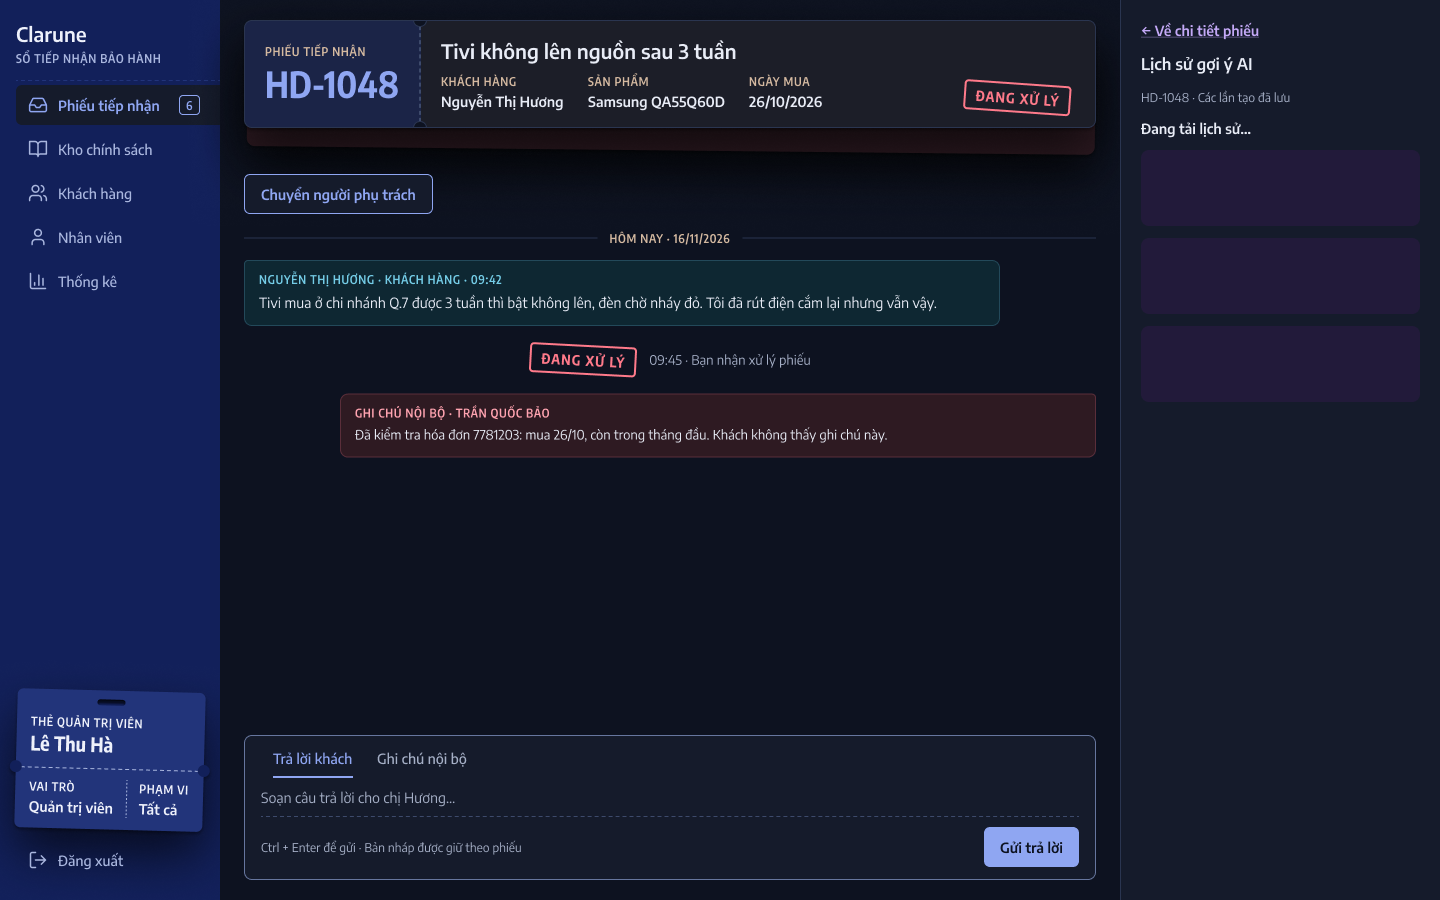 Clarune
SỔ TIẾP NHẬN BẢO HÀNH
Phiếu tiếp nhận 6
Kho chính sách
Khách hàng
Nhân viên
Thống kê
THẺ QUẢN TRỊ VIÊN
Lê Thu Hà
VAI TRÒ
Quản trị viên
PHẠM VI
Tất cả
Đăng xuất
PHIẾU TIẾP NHẬN
HD-1048
Tivi không lên nguồn sau 3 tuần
KHÁCH HÀNG
Nguyễn Thị Hương
SẢN PHẨM
Samsung QA55Q60D
NGÀY MUA
26/10/2026
ĐANG XỬ LÝ
Chuyển người phụ trách
HÔM NAY · 16/11/2026
NGUYỄN THỊ HƯƠNG · KHÁCH HÀNG · 09:42
Tivi mua ở chi nhánh Q.7 được 3 tuần thì bật không lên, đèn chờ nháy đỏ. Tôi đã rút điện cắm lại nhưng vẫn vậy.
ĐANG XỬ LÝ
09:45 · Bạn nhận xử lý phiếu
GHI CHÚ NỘI BỘ · TRẦN QUỐC BẢO
Đã kiểm tra hóa đơn 7781203: mua 26/10, còn trong tháng đầu. Khách không thấy ghi chú này.
Trả lời khách
Ghi chú nội bộ
Soạn câu trả lời cho chị Hương...
Ctrl + Enter để gửi · Bản nháp được giữ theo phiếu
Gửi trả lời
← Về chi tiết phiếu
Lịch sử gợi ý AI
HD-1048 · Các lần tạo đã lưu
Đang tải lịch sử...